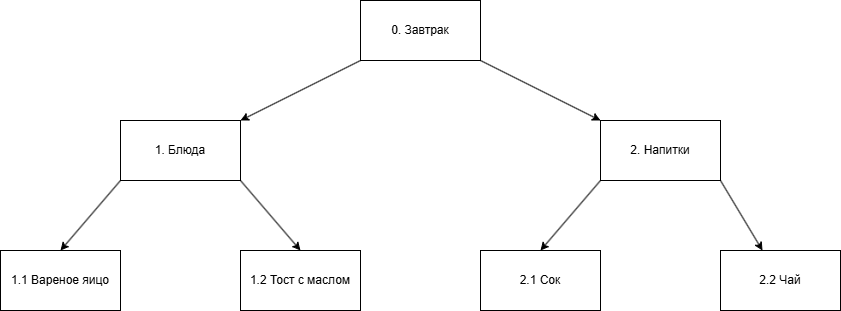 0. Завтрак
1. Блюда
2. Напитки
1.1 Вареное яицо
1.2 Тост с маслом
2.1 Сок
2.2 Чай